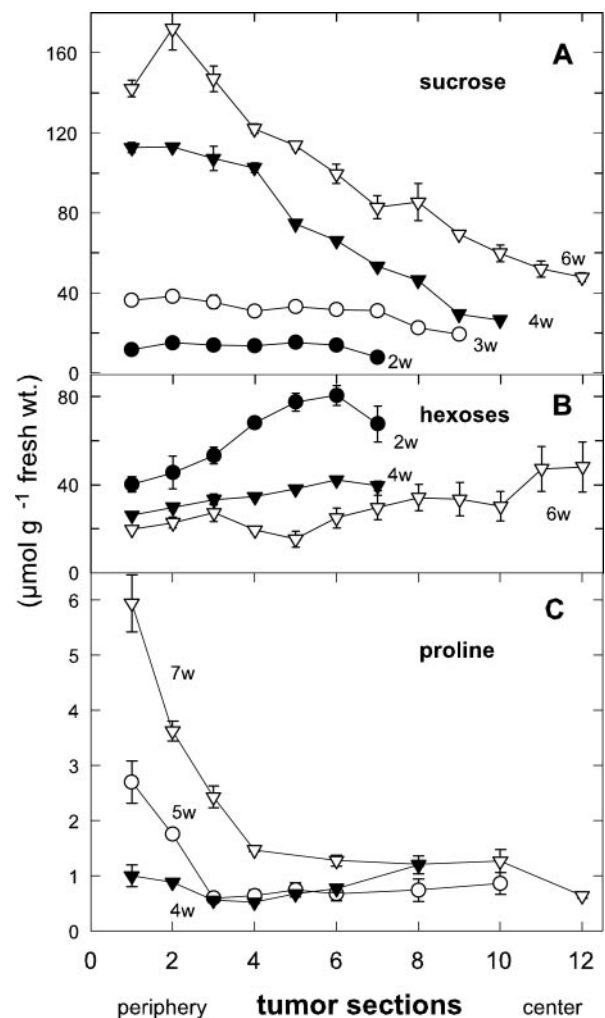 A
sucrose
160
120
80
40
0
6w
4w
3w
2w
B
hexoses
80
40
0
2w
4w
6w
C
proline
6
5
4
3
2
1
0
7w
5w
4w
(μmol g⁻¹ fresh wt.)
0 2 4 6 8 10 12
periphery tumor sections center